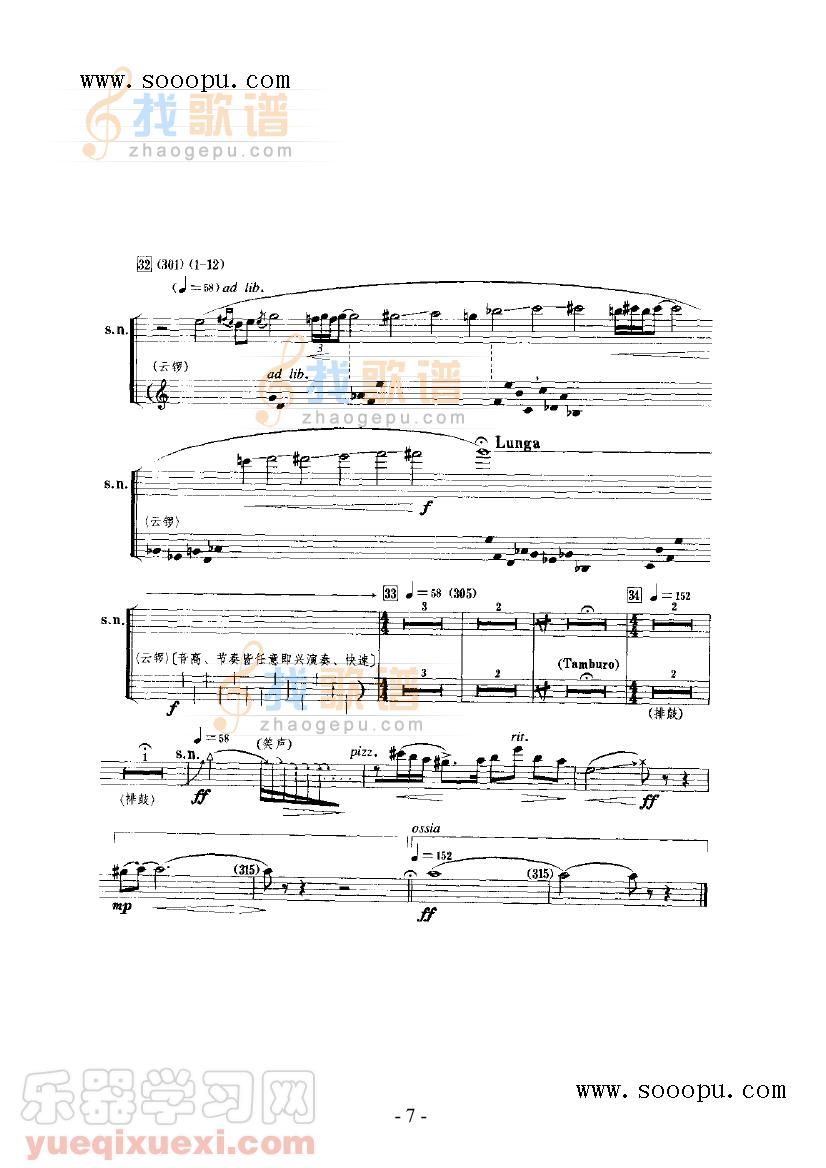 www.sooopu.com
找歌谱
zhaogepu.com
32 (301) (1-12)
(♩=58) ad lib.
s.n.
3
(云锣)
ad lib.
找歌谱
zhaogepu.com
Lunga
s.n.
f
(云锣)
33 ♩=58 (305) 34 ♩=152
s.n.
3 2 2
4 4
(云锣) [音高、节奏皆任意即兴演奏、快速] (Tamburo)
3 2 2
4 4
f
(排鼓)
找歌谱
zhaogepu.com
♩=58
1 s.n. (笑声) pizz. rit.
(排鼓) ff ff
ossia
♩=152
(315) (315)
mp ff
乐器学习网
yueqixuexi.com
www.sooopu.com
- 7 -